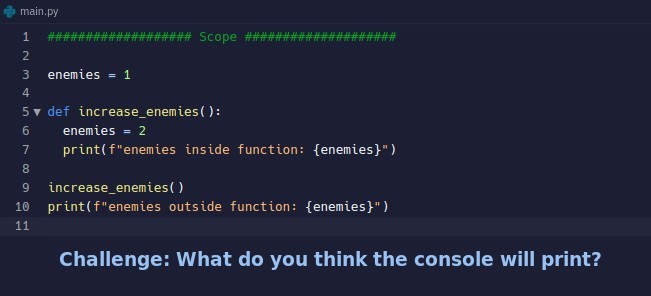 main.py
1 ################### Scope ####################
2
3 enemies = 1
4
5 ▼ def increase_enemies():
6   enemies = 2
7   print(f"enemies inside function: {enemies}")
8
9 increase_enemies()
10 print(f"enemies outside function: {enemies}")
11
Challenge: What do you think the console will print?